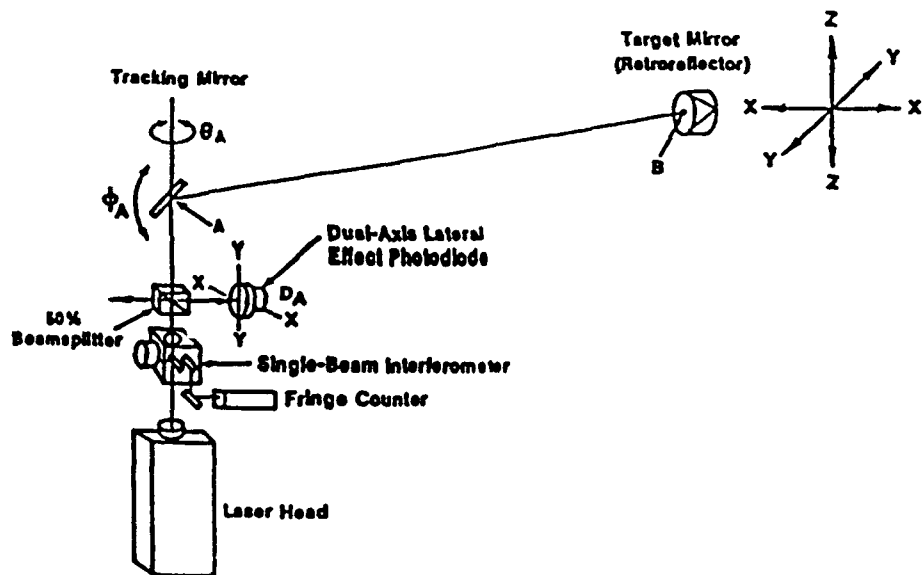 Target Mirror
(Retroreflector)
Z
Y
X
X
Y
Z
B
Tracking Mirror
θA
ϕA
A
Dual-Axis Lateral
Effect Photodiode
Y
X
DA
X
Y
50%
Beamsplitter
Single-Beam Interferometer
Fringe Counter
Laser Head